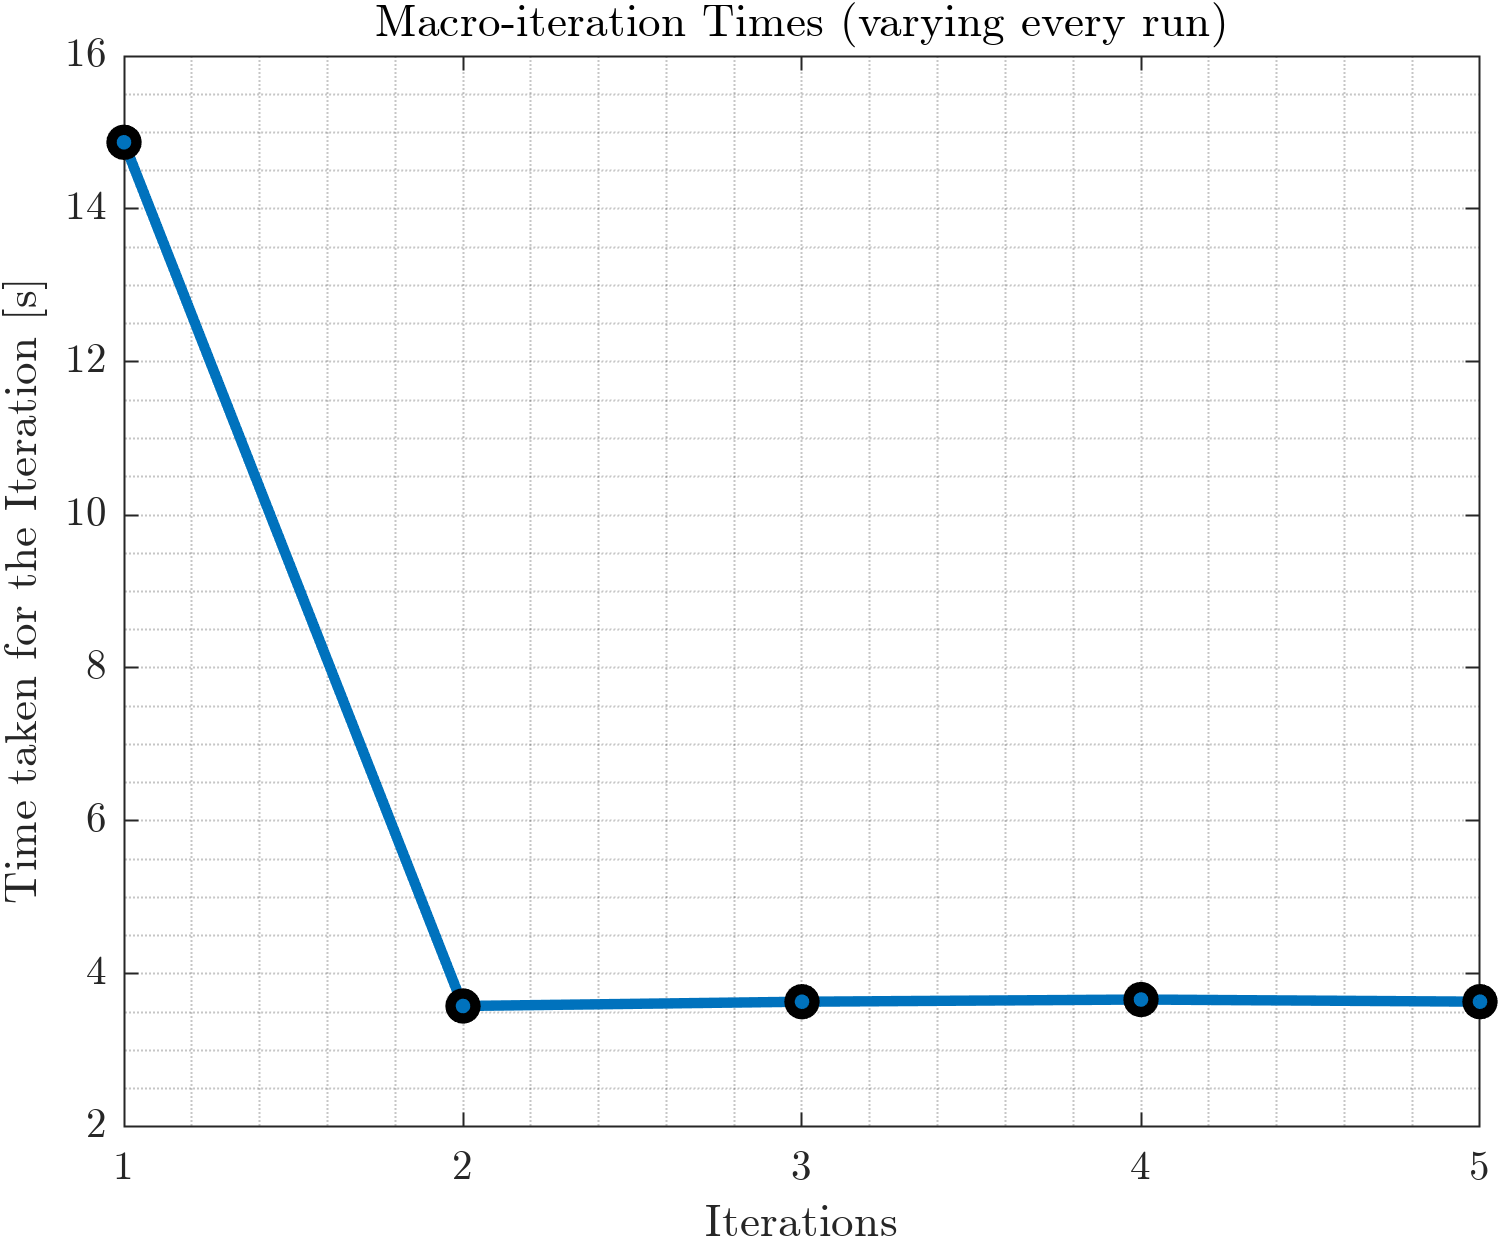 Macro-iteration Times (varying every run)
16
14
12
10
8
6
4
2
Time taken for the Iteration [s]
1 2 3 4 5
Iterations